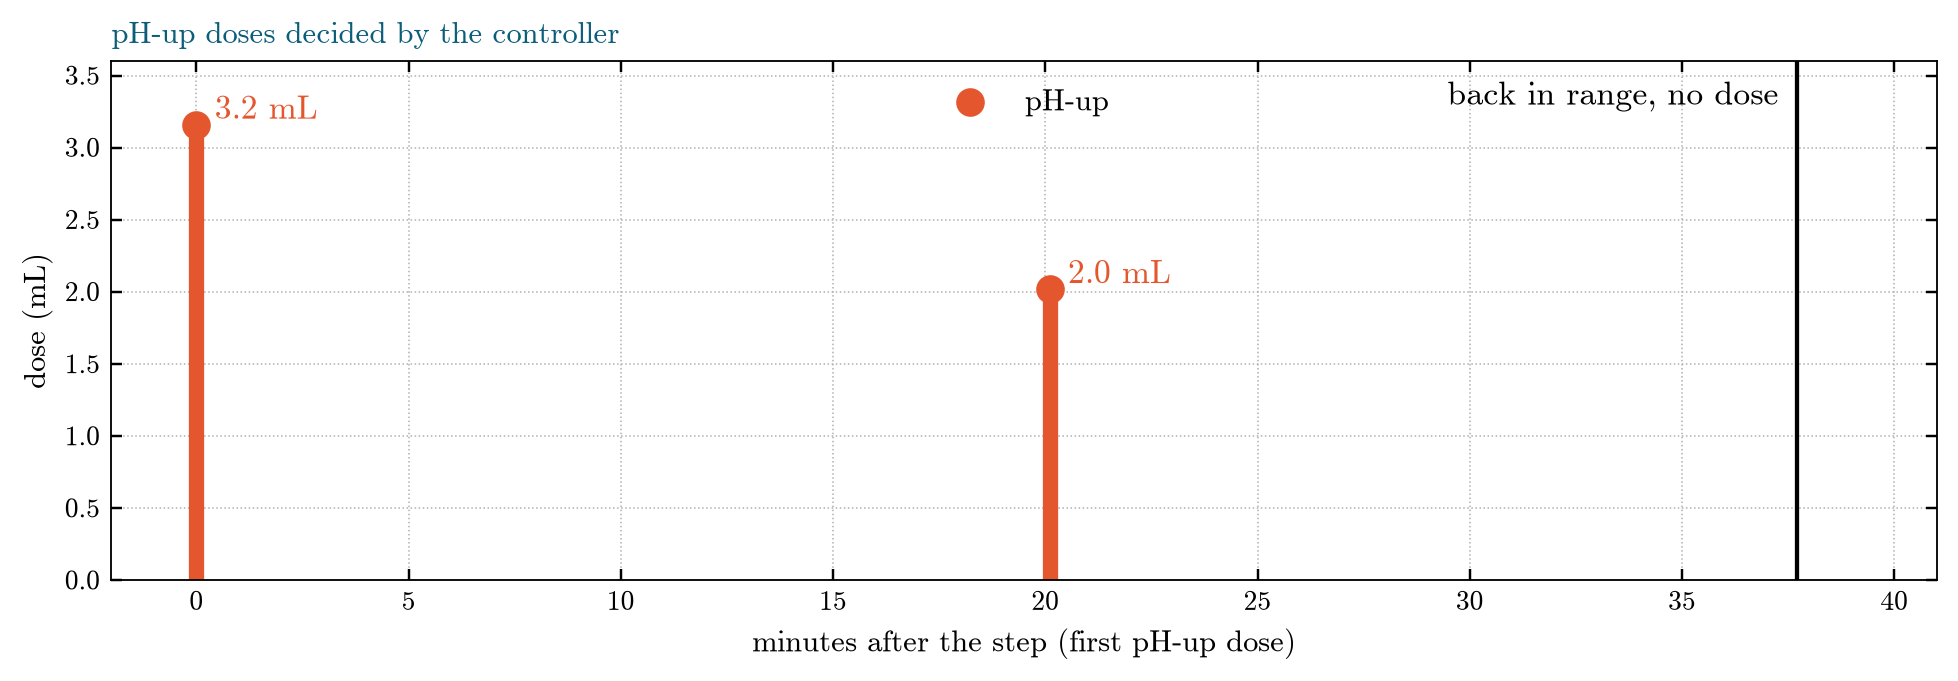 pH-up doses decided by the controller
3.5
3.0
2.5
2.0
1.5
1.0
0.5
0.0
dose (mL)
3.2 mL
pH-up
back in range, no dose
2.0 mL
0 5 10 15 20 25 30 35 40
minutes after the step (first pH-up dose)